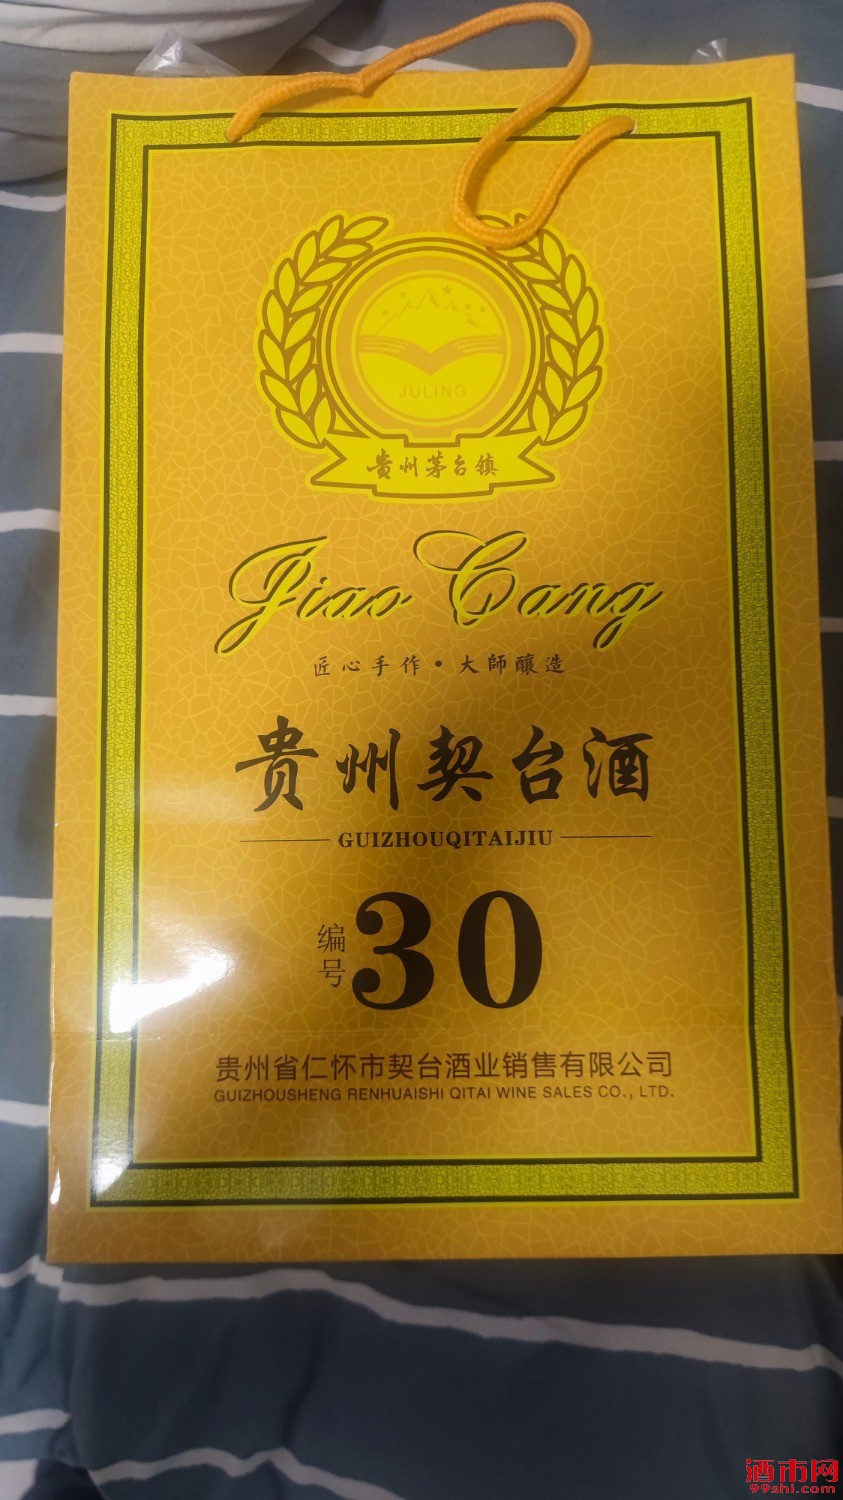 JULING
贵州茅台镇
Jiao Cang
匠心手作·大師釀造
贵州契台酒
GUIZHOUQITAIJIU
编号 30
贵州省仁怀市契台酒业销售有限公司
GUIZHOUSHENG RENHUAISHI QITAI WINE SALES CO., LTD.
酒市网
99shi.com